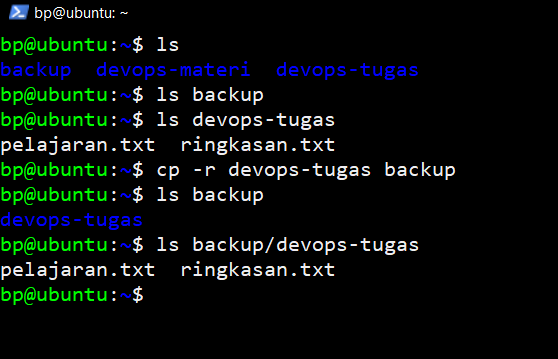 bp@ubuntu: ~
bp@ubuntu:~$ ls
backup  devops-materi  devops-tugas
bp@ubuntu:~$ ls backup
bp@ubuntu:~$ ls devops-tugas
pelajaran.txt  ringkasan.txt
bp@ubuntu:~$ cp -r devops-tugas backup
bp@ubuntu:~$ ls backup
devops-tugas
bp@ubuntu:~$ ls backup/devops-tugas
pelajaran.txt  ringkasan.txt
bp@ubuntu:~$